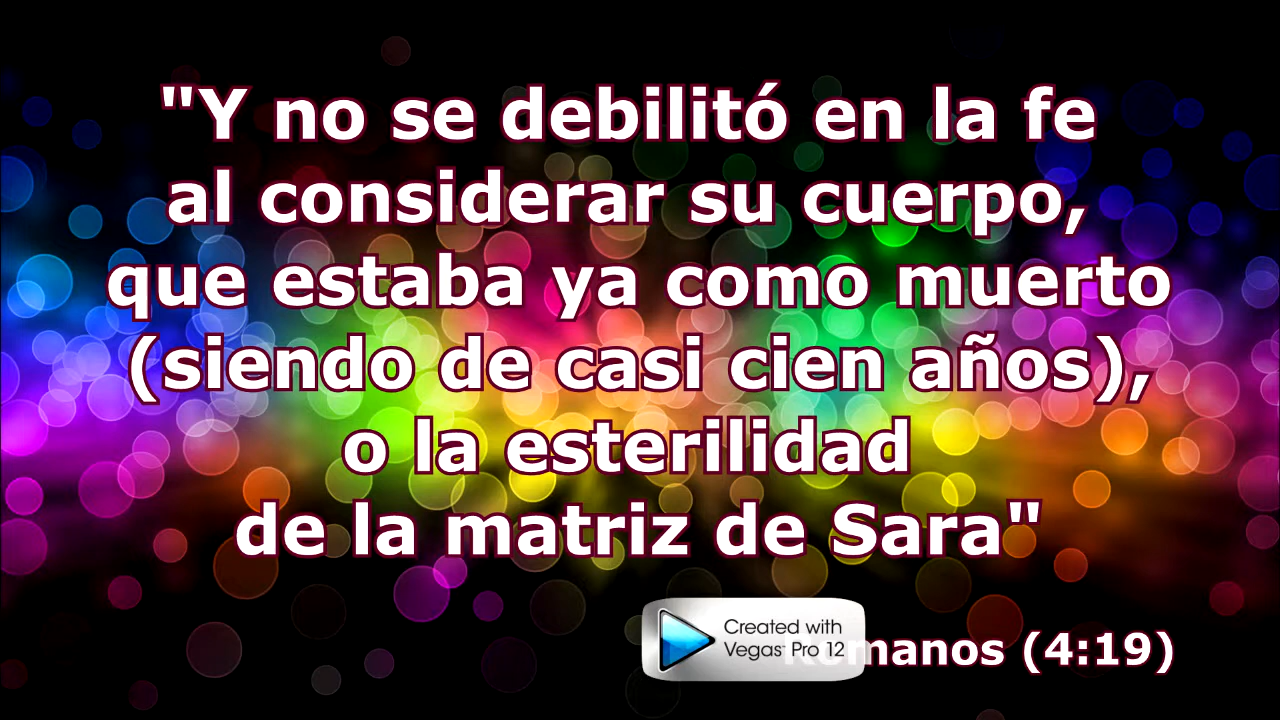 "Y no se debilitó en la fe
al considerar su cuerpo,
que estaba ya como muerto
(siendo de casi cien años),
o la esterilidad
de la matriz de Sara"
Created with
Vegas Pro 12
Romanos (4:19)